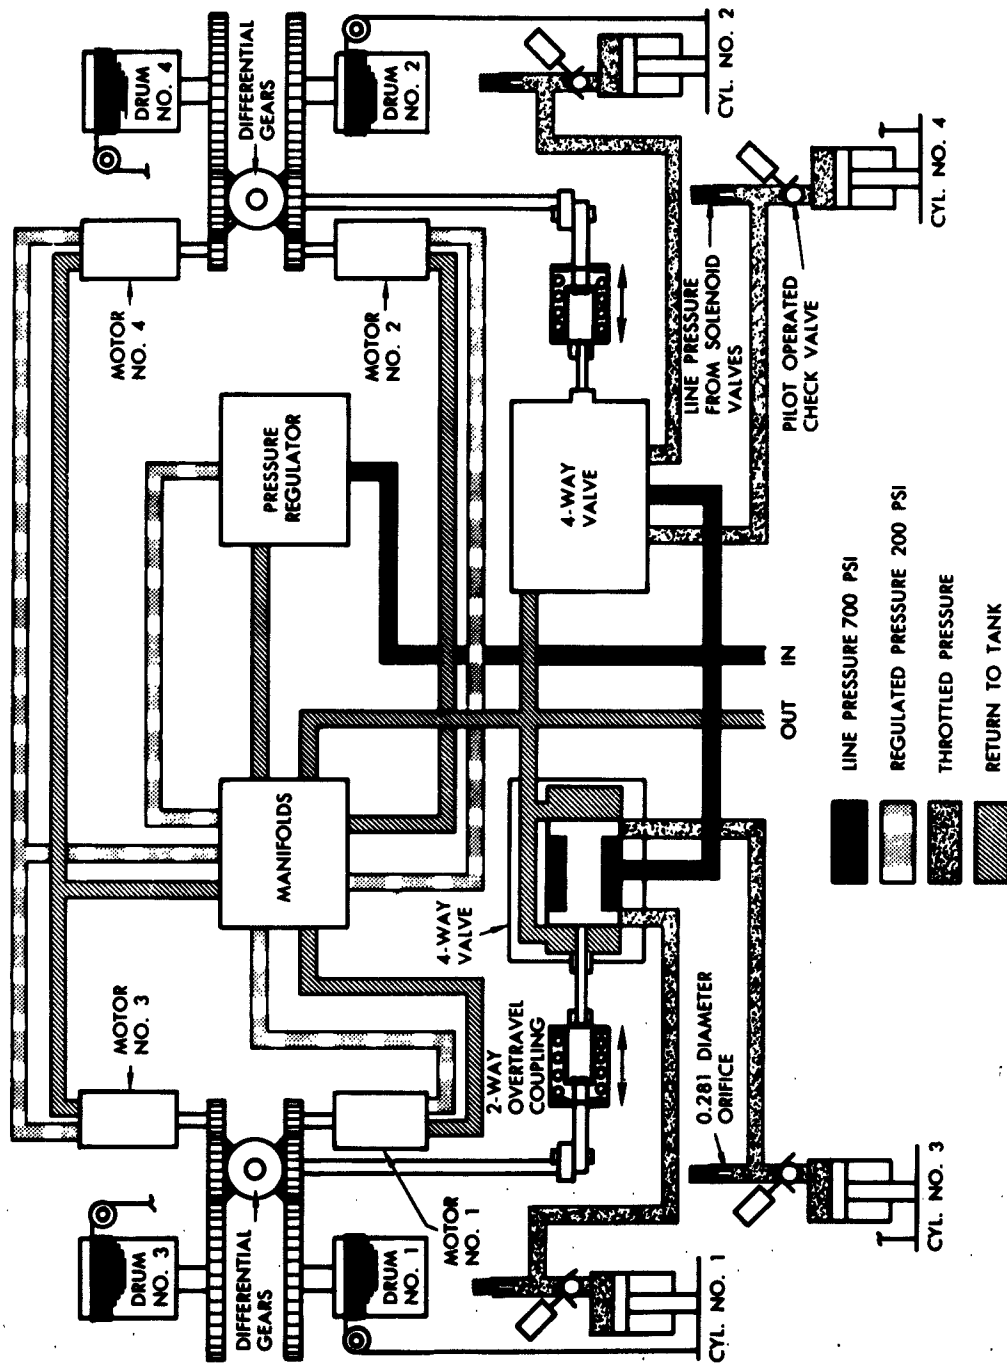 DRUM
NO. 3
DIFFERENTIAL
GEARS
DRUM
NO. 1
MOTOR
NO. 3
MOTOR
NO. 1
MANIFOLDS
PRESSURE
REGULATOR
MOTOR
NO. 4
MOTOR
NO. 2
DRUM
NO. 4
DIFFERENTIAL
GEARS
DRUM
NO. 2
4-WAY
VALVE
2-WAY
OVERTRAVEL
COUPLING
4-WAY
VALVE
0.281 DIAMETER
ORIFICE
LINE PRESSURE
FROM SOLENOID
VALVES
PILOT OPERATED
CHECK VALVE
CYL. NO. 1
CYL. NO. 2
OUT
IN
CYL. NO. 3
CYL. NO. 4
LINE PRESSURE 700 PSI
REGULATED PRESSURE 200 PSI
THROTTLED PRESSURE
RETURN TO TANK